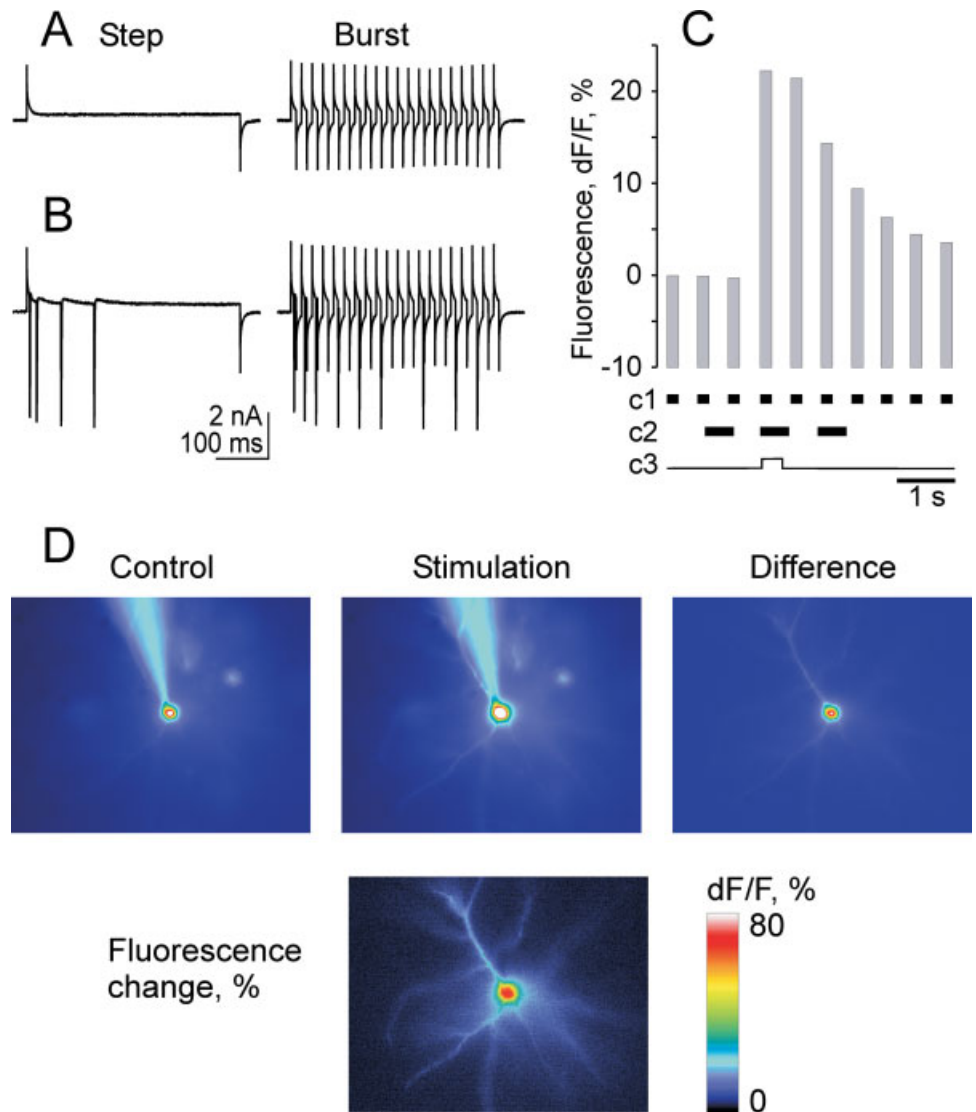 A
Step
Burst
B
2 nA
100 ms
C
Fluorescence, dF/F, %
20
10
0
-10
c1
c2
c3
1 s
D
Control
Stimulation
Difference
Fluorescence
change, %
dF/F, %
80
0